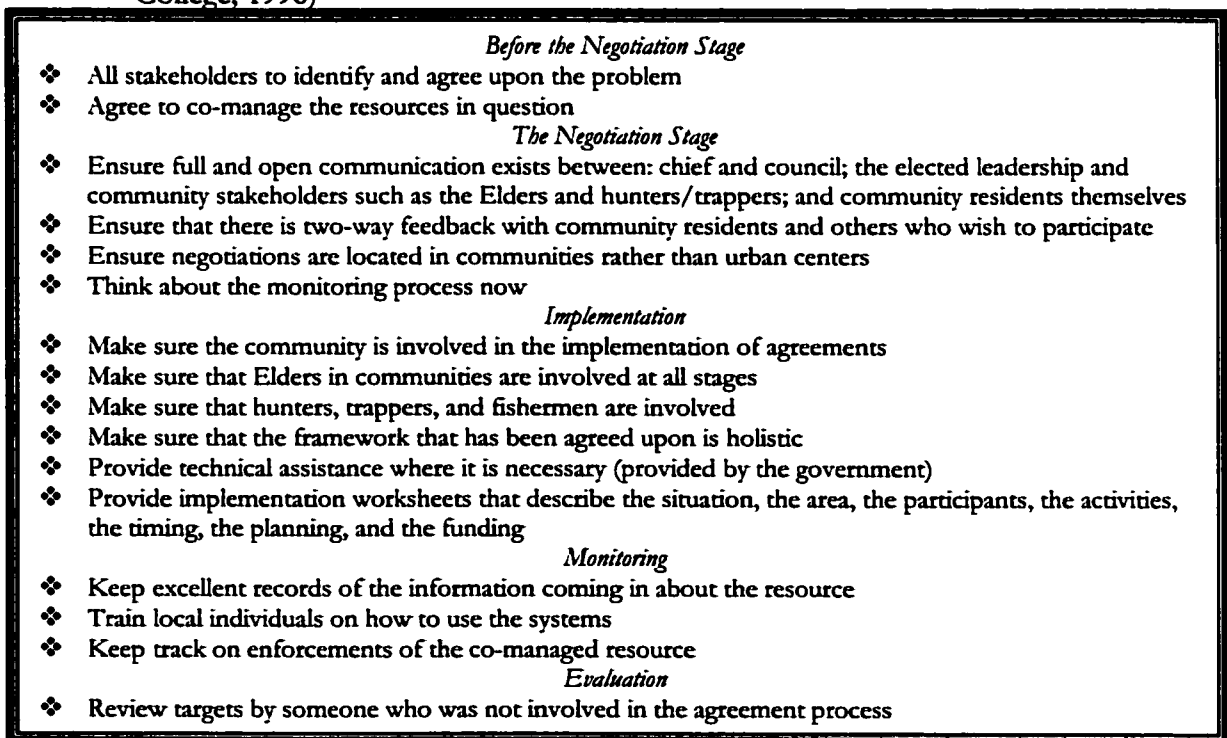 College, 1996)
Before the Negotiation Stage
❖ All stakeholders to identify and agree upon the problem
❖ Agree to co-manage the resources in question
The Negotiation Stage
❖ Ensure full and open communication exists between: chief and council; the elected leadership and
community stakeholders such as the Elders and hunters/trappers; and community residents themselves
❖ Ensure that there is two-way feedback with community residents and others who wish to participate
❖ Ensure negotiations are located in communities rather than urban centers
❖ Think about the monitoring process now
Implementation
❖ Make sure the community is involved in the implementation of agreements
❖ Make sure that Elders in communities are involved at all stages
❖ Make sure that hunters, trappers, and fishermen are involved
❖ Make sure that the framework that has been agreed upon is holistic
❖ Provide technical assistance where it is necessary (provided by the government)
❖ Provide implementation worksheets that describe the situation, the area, the participants, the activities,
the timing, the planning, and the funding
Monitoring
❖ Keep excellent records of the information coming in about the resource
❖ Train local individuals on how to use the systems
❖ Keep track on enforcements of the co-managed resource
Evaluation
❖ Review targets by someone who was not involved in the agreement process